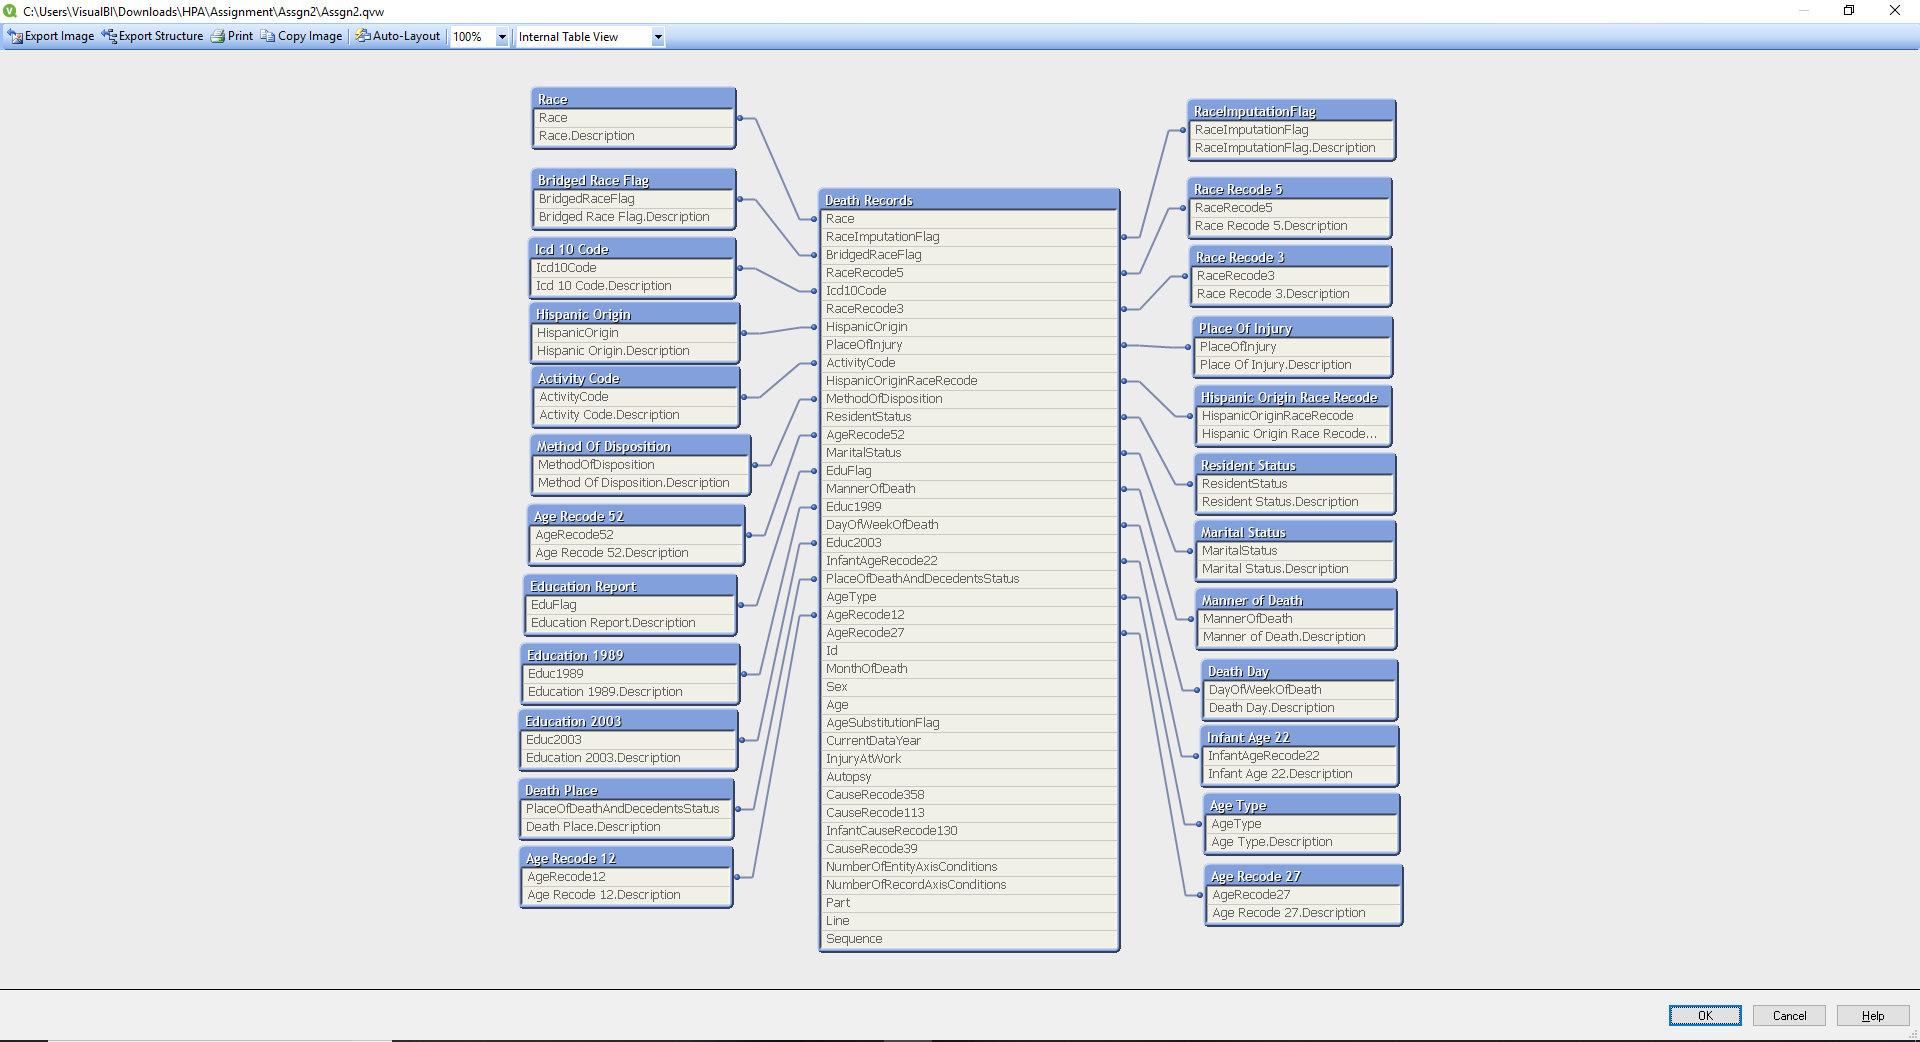 C:\Users\VisualBI\Downloads\HPA\Assignment\Assgn2\Assgn2.qvw
Export Image Export Structure Print Copy Image Auto-Layout 100% Internal Table View
Race
Race
Race.Description
Bridged Race Flag
BridgedRaceFlag
Bridged Race Flag.Description
Icd 10 Code
Icd10Code
Icd 10 Code.Description
Hispanic Origin
HispanicOrigin
Hispanic Origin.Description
Activity Code
ActivityCode
Activity Code.Description
Method Of Disposition
MethodOfDisposition
Method Of Disposition.Description
Age Recode 52
AgeRecode52
Age Recode 52.Description
Education Report
EduFlag
Education Report.Description
Education 1989
Educ1989
Education 1989.Description
Education 2003
Educ2003
Education 2003.Description
Death Place
PlaceOfDeathAndDecedentsStatus
Death Place.Description
Age Recode 12
AgeRecode12
Age Recode 12.Description
Death Records
Race
RaceImputationFlag
BridgedRaceFlag
RaceRecode5
Icd10Code
RaceRecode3
HispanicOrigin
PlaceOfInjury
ActivityCode
HispanicOriginRaceRecode
MethodOfDisposition
ResidentStatus
AgeRecode52
MaritalStatus
EduFlag
MannerOfDeath
Educ1989
DayOfWeekOfDeath
Educ2003
InfantAgeRecode22
PlaceOfDeathAndDecedentsStatus
AgeType
AgeRecode12
AgeRecode27
Id
MonthOfDeath
Sex
Age
AgeSubstitutionFlag
CurrentDataYear
InjuryAtWork
Autopsy
CauseRecode358
CauseRecode113
InfantCauseRecode130
CauseRecode39
NumberOfEntityAxisConditions
NumberOfRecordAxisConditions
Part
Line
Sequence
RaceImputationFlag
RaceImputationFlag
RaceImputationFlag.Description
Race Recode 5
RaceRecode5
Race Recode 5.Description
Race Recode 3
RaceRecode3
Race Recode 3.Description
Place Of Injury
PlaceOfInjury
Place Of Injury.Description
Hispanic Origin Race Recode
HispanicOriginRaceRecode
Hispanic Origin Race Recode...
Resident Status
ResidentStatus
Resident Status.Description
Marital Status
MaritalStatus
Marital Status.Description
Manner of Death
MannerOfDeath
Manner of Death.Description
Death Day
DayOfWeekOfDeath
Death Day.Description
Infant Age 22
InfantAgeRecode22
Infant Age 22.Description
Age Type
AgeType
Age Type.Description
Age Recode 27
AgeRecode27
Age Recode 27.Description
OK Cancel Help